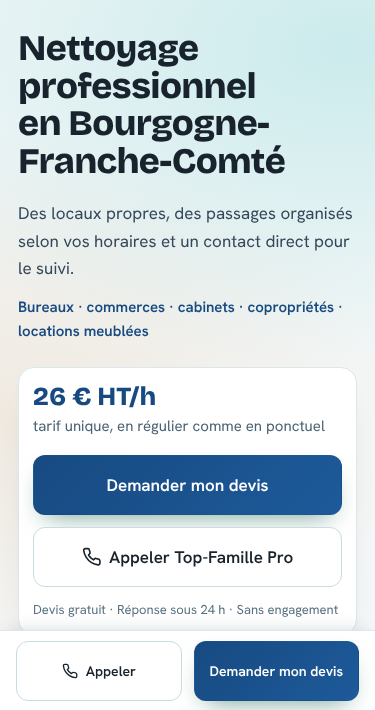 Nettoyage
professionnel
en Bourgogne-
Franche-Comté
Des locaux propres, des passages organisés
selon vos horaires et un contact direct pour
le suivi.
Bureaux · commerces · cabinets · copropriétés ·
locations meublées
26 € HT/h
tarif unique, en régulier comme en ponctuel
Demander mon devis
Appeler Top-Famille Pro
Devis gratuit · Réponse sous 24 h · Sans engagement
Appeler
Demander mon devis